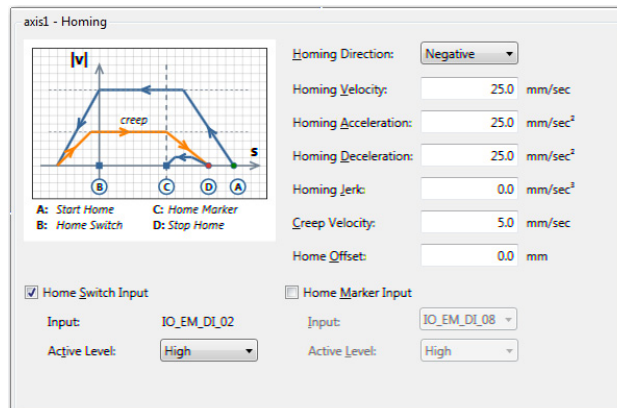 axis1 - Homing
|v|
creep
s
B
C
D
A
A: Start Home
C: Home Marker
B: Home Switch
D: Stop Home
Homing Direction: Negative
Homing Velocity: 25.0 mm/sec
Homing Acceleration: 25.0 mm/sec²
Homing Deceleration: 25.0 mm/sec²
Homing Jerk: 0.0 mm/sec³
Creep Velocity: 5.0 mm/sec
Home Offset: 0.0 mm
Home Switch Input
Input: IO_EM_DI_02
Active Level: High
Home Marker Input
Input: IO_EM_DI_08
Active Level: High